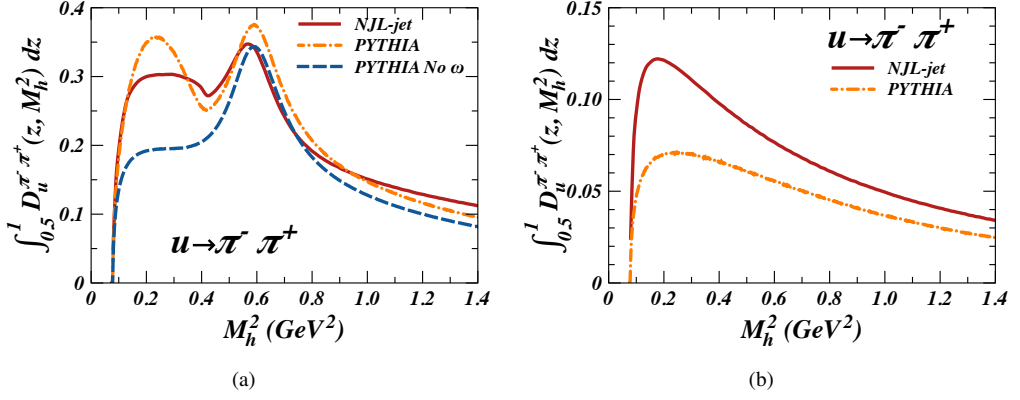 0.4
0.3
0.2
0.1
0
∫_{0.5}^{1} D_u^{π⁻ π⁺}(z, M_h^2) dz
NJL-jet
PYTHIA
PYTHIA No ω
u→π⁻ π⁺
0 0.2 0.4 0.6 0.8 1.0 1.2 1.4
M_h^2 (GeV^2)
(a)
0.15
0.10
0.05
0
∫_{0.5}^{1} D_u^{π⁻ π⁺}(z, M_h^2) dz
u→π⁻ π⁺
NJL-jet
PYTHIA
0 0.2 0.4 0.6 0.8 1.0 1.2 1.4
M_h^2 (GeV^2)
(b)